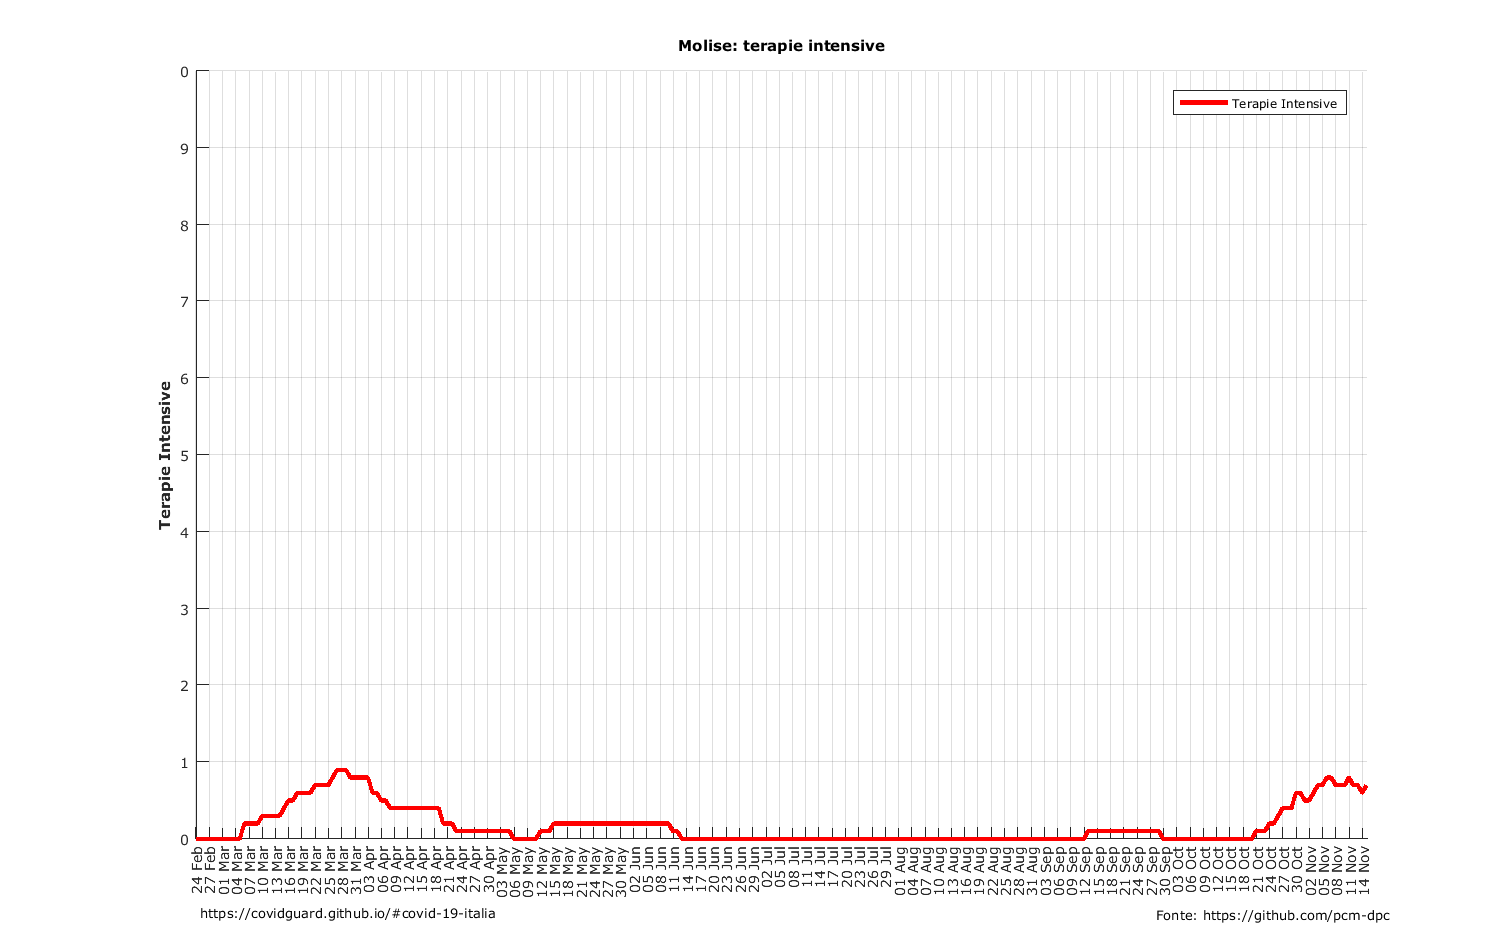 Molise: terapie intensive
Terapie Intensive
0
9
8
7
6
5
4
3
2
1
0
Terapie Intensive
24 Feb
27 Feb
01 Mar
04 Mar
07 Mar
10 Mar
13 Mar
16 Mar
19 Mar
22 Mar
25 Mar
28 Mar
31 Mar
03 Apr
06 Apr
09 Apr
12 Apr
15 Apr
18 Apr
21 Apr
24 Apr
27 Apr
30 Apr
03 May
06 May
09 May
12 May
15 May
18 May
21 May
24 May
27 May
30 May
02 Jun
05 Jun
08 Jun
11 Jun
14 Jun
17 Jun
20 Jun
23 Jun
26 Jun
29 Jun
02 Jul
05 Jul
08 Jul
11 Jul
14 Jul
17 Jul
20 Jul
23 Jul
26 Jul
29 Jul
01 Aug
04 Aug
07 Aug
10 Aug
13 Aug
16 Aug
19 Aug
22 Aug
25 Aug
28 Aug
31 Aug
03 Sep
06 Sep
09 Sep
12 Sep
15 Sep
18 Sep
21 Sep
24 Sep
27 Sep
30 Sep
03 Oct
06 Oct
09 Oct
12 Oct
15 Oct
18 Oct
21 Oct
24 Oct
27 Oct
30 Oct
02 Nov
05 Nov
08 Nov
11 Nov
14 Nov
https://covidguard.github.io/#covid-19-italia
Fonte: https://github.com/pcm-dpc